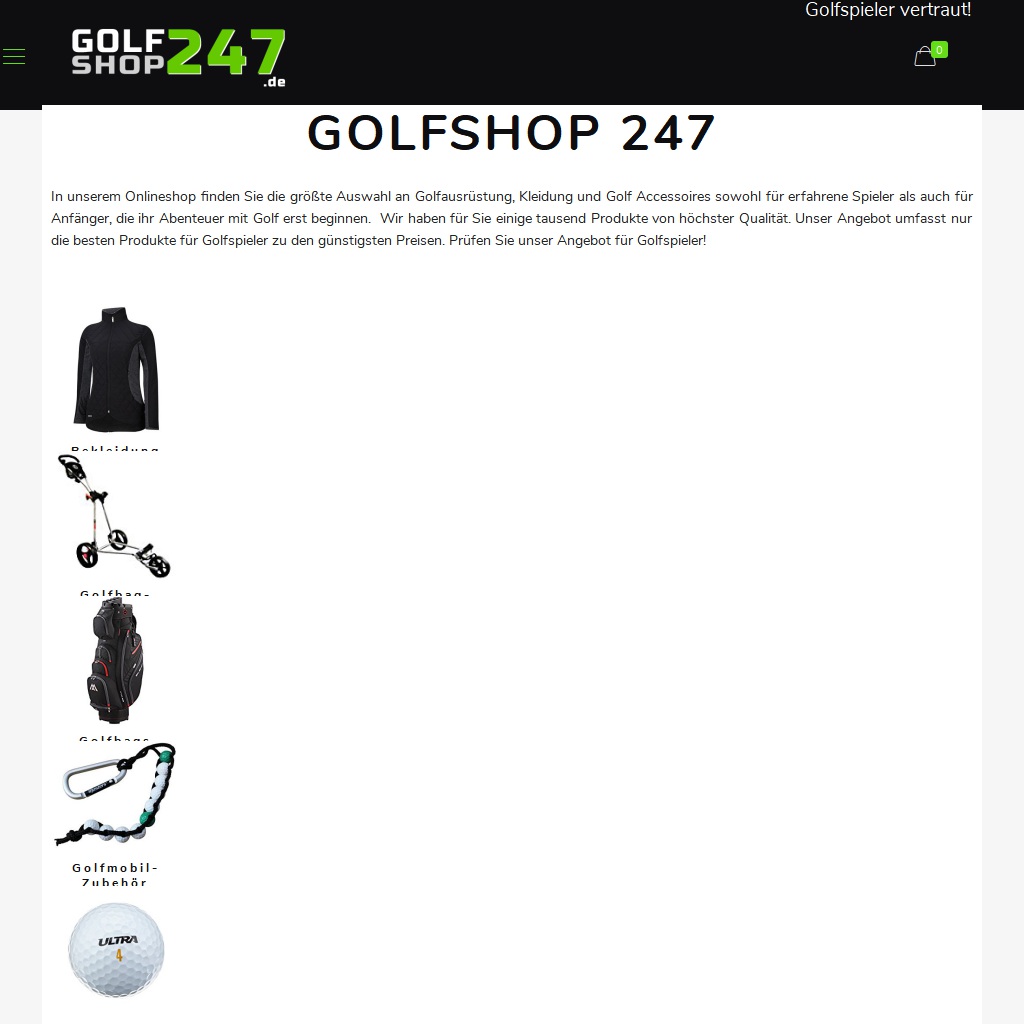 Golfspieler vertraut!
GOLF
SHOP 247
.de
0
GOLFSHOP 247
In unserem Onlineshop finden Sie die größte Auswahl an Golfausrüstung, Kleidung und Golf Accessoires sowohl für erfahrene Spieler als auch für
Anfänger, die ihr Abenteuer mit Golf erst beginnen. Wir haben für Sie einige tausend Produkte von höchster Qualität. Unser Angebot umfasst nur
die besten Produkte für Golfspieler zu den günstigsten Preisen. Prüfen Sie unser Angebot für Golfspieler!
Bekleidung
Golfbag-
Golfbags
Golfmobil-
Zubehör
ULTRA
4